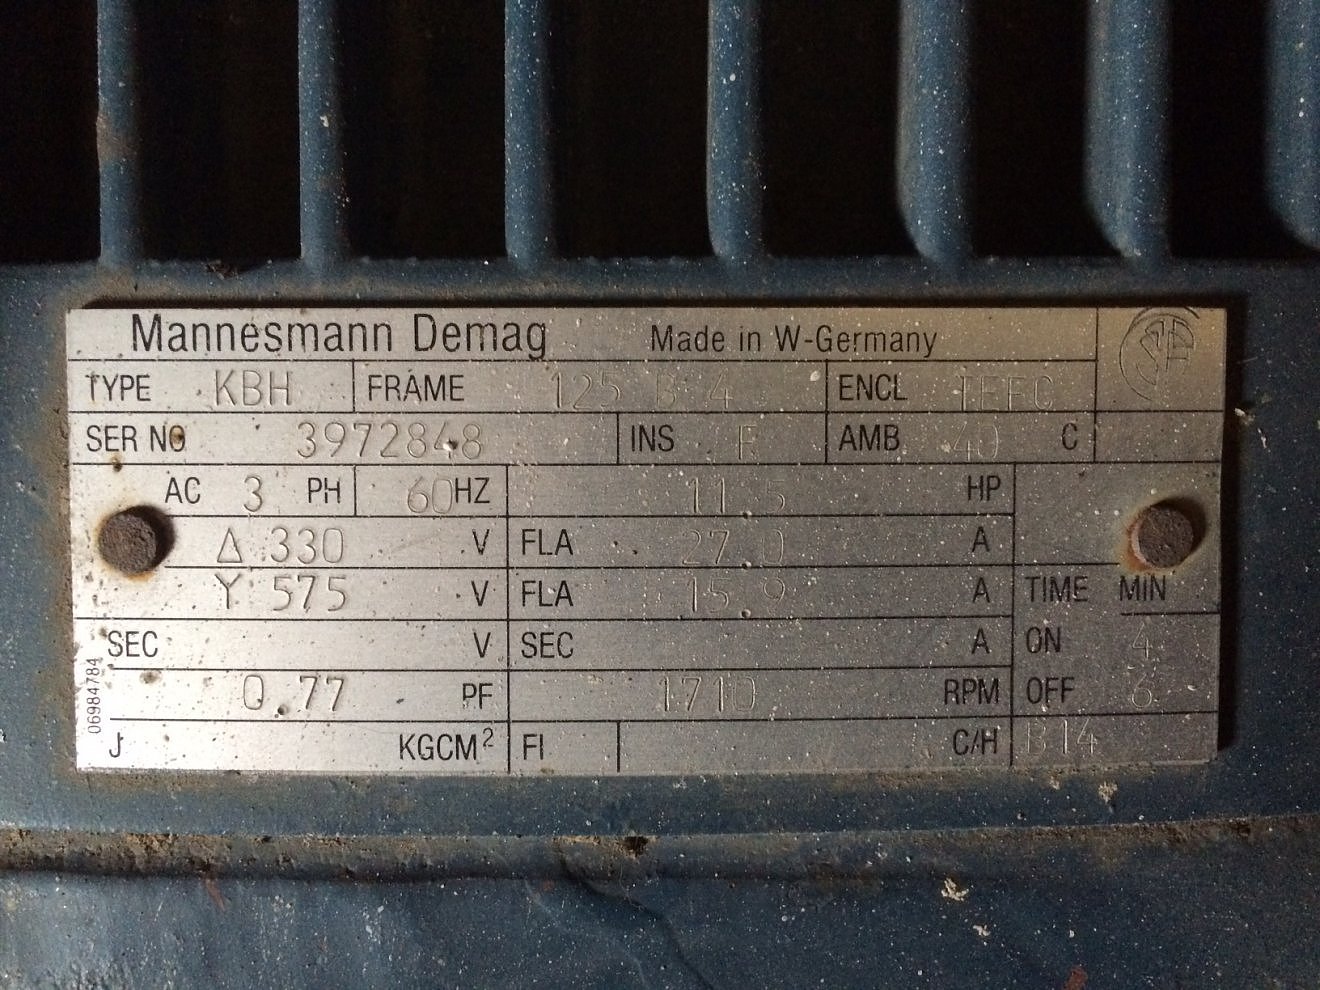 Mannesmann Demag Made in W-Germany
TYPE KBH FRAME 125 B 4 ENCL TEFC
SER NO 3972848 INS F AMB 40 C
AC 3 PH 60 HZ 11.5 HP
Δ 330 V FLA 27.0 A
Y 575 V FLA 15.9 A TIME MIN
SEC V SEC A ON 4
0.77 PF 1710 RPM OFF 6
J KGCM² FI C/H B14
06984784